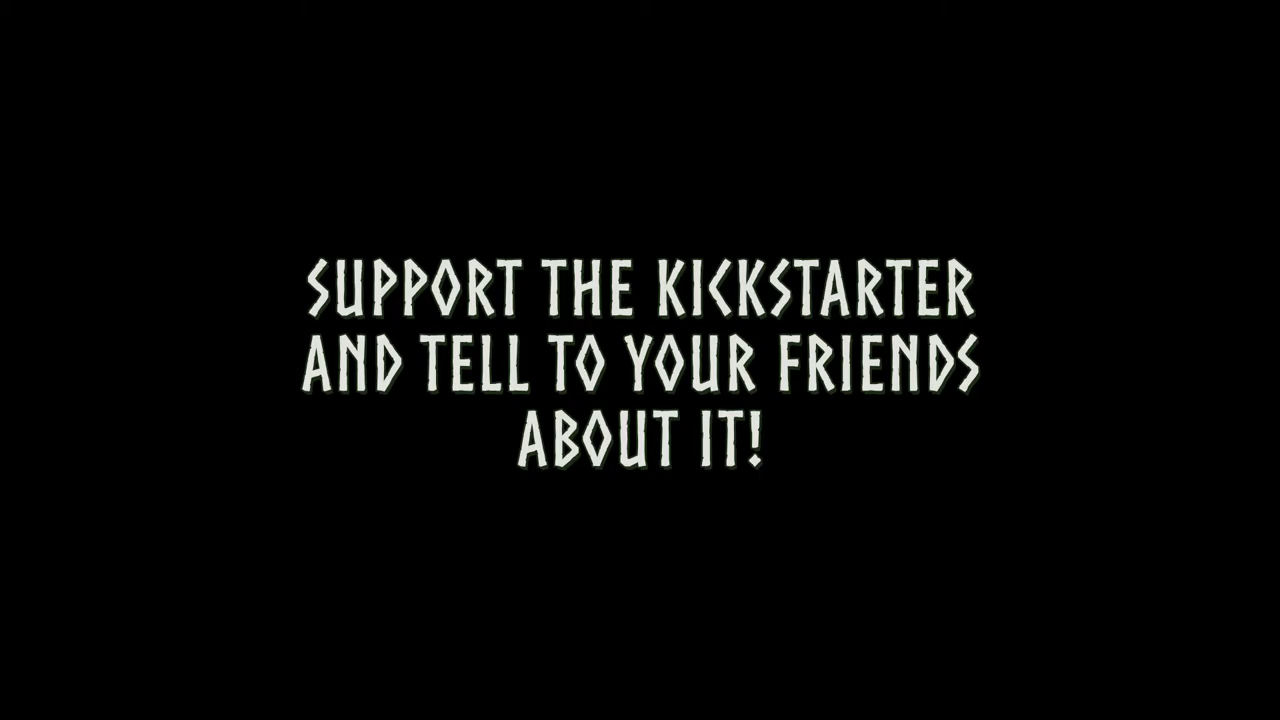 SUPPORT THE KICKSTARTER
AND TELL TO YOUR FRIENDS
ABOUT IT!